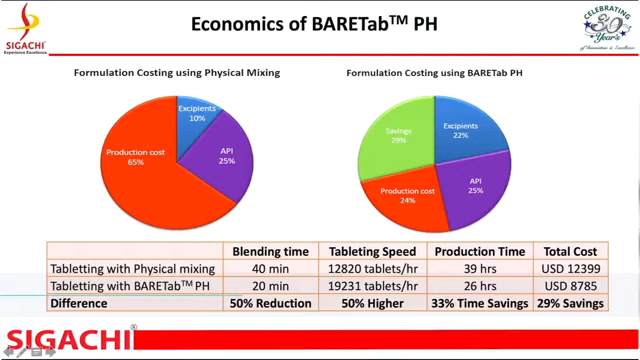 Economics of BARETab™ PH
SIGACHI
Experience Excellence
CELEBRATING
30
Year's
of Innovation & Excellence
Formulation Costing using Physical Mixing
Formulation Costing using BARETab PH
Excipients
10%
API
25%
Production cost
65%
Savings
29%
Excipients
22%
API
25%
Production cost
24%
Blending time Tableting Speed Production Time Total Cost
Tabletting with Physical mixing 40 min 12820 tablets/hr 39 hrs USD 12399
Tabletting with BARETab™ PH 20 min 19231 tablets/hr 26 hrs USD 8785
Difference 50% Reduction 50% Higher 33% Time Savings 29% Savings
SIGACHI®